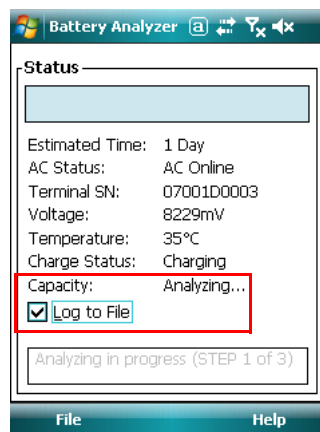 Battery Analyzer a
Status
Estimated Time: 1 Day
AC Status: AC Online
Terminal SN: 07001D0003
Voltage: 8229mV
Temperature: 35°C
Charge Status: Charging
Capacity: Analyzing...
Log to File
Analyzing in progress (STEP 1 of 3)
File Help